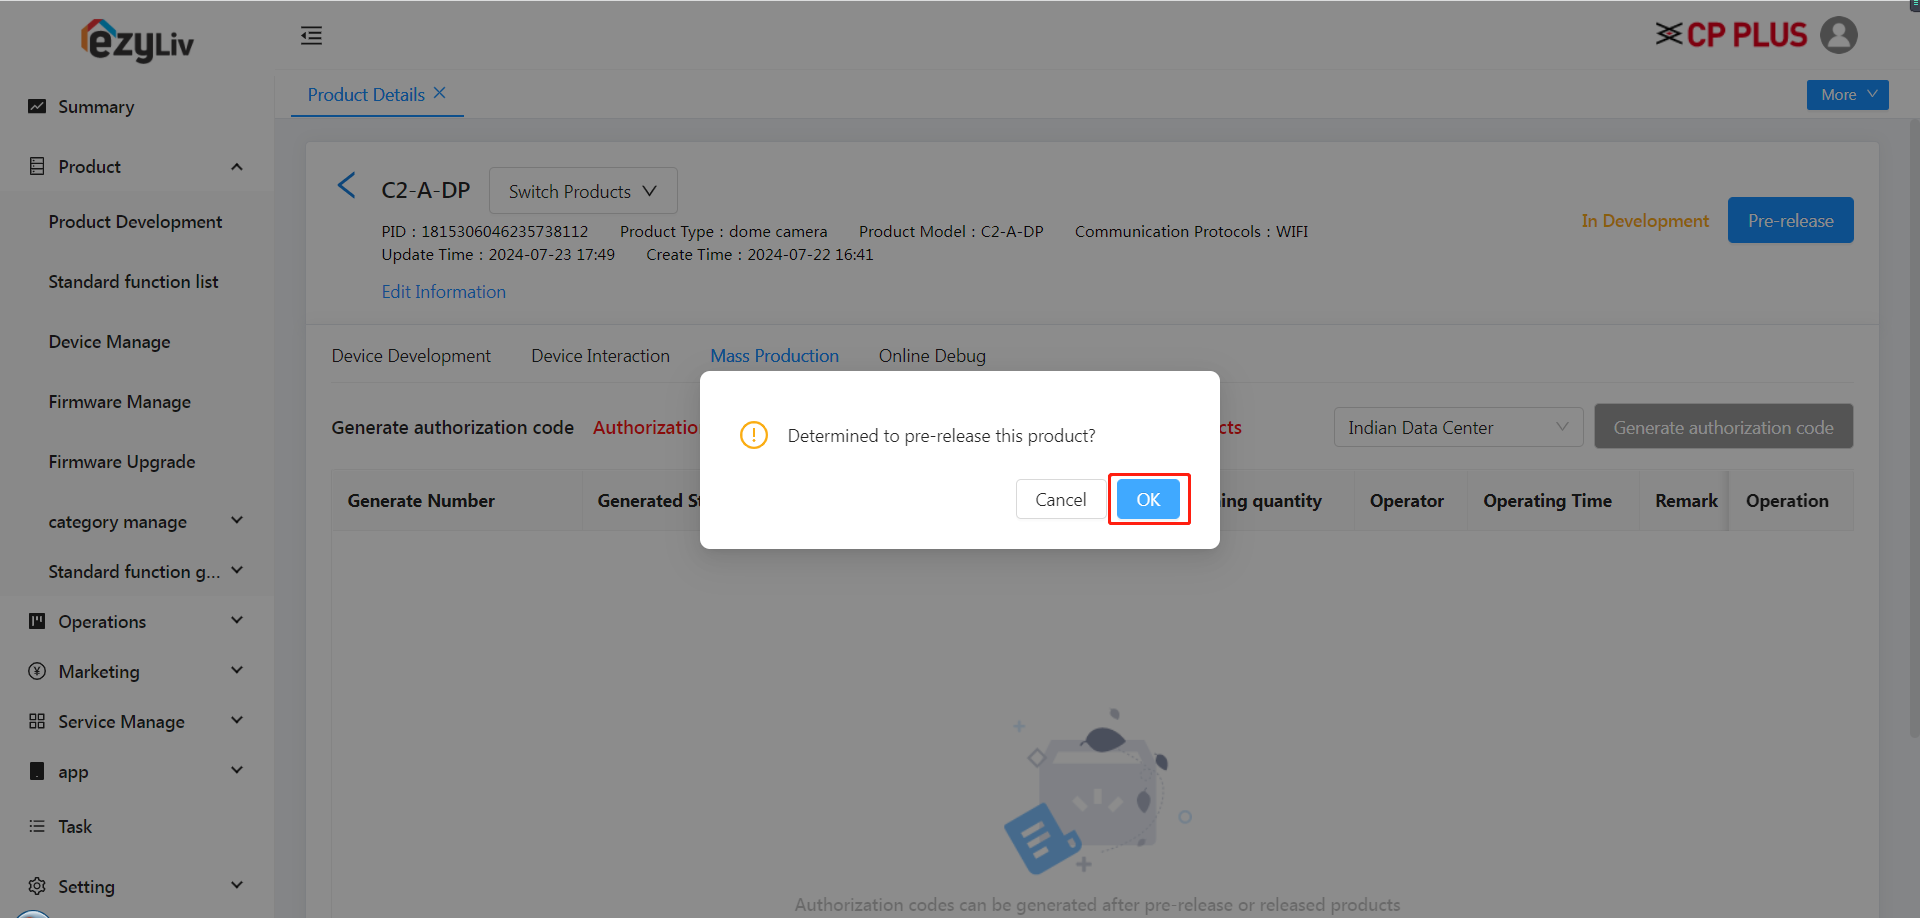 ezyLiv
CP PLUS
Summary
Product
Product Development
Standard function list
Device Manage
Firmware Manage
Firmware Upgrade
category manage
Standard function g...
Operations
Marketing
Service Manage
app
Task
Setting
Product Details
More
C2-A-DP
Switch Products
PID : 1815306046235738112 Product Type : dome camera Product Model : C2-A-DP Communication Protocols : WIFI
Update Time : 2024-07-23 17:49 Create Time : 2024-07-22 16:41
Edit Information
In Development
Pre-release
Device Development Device Interaction Mass Production Online Debug
Generate authorization code Authorizatio cts Indian Data Center Generate authorization code
Determined to pre-release this product?
Cancel OK
Generate Number Generated St ing quantity Operator Operating Time Remark Operation
Authorization codes can be generated after pre-release or released products